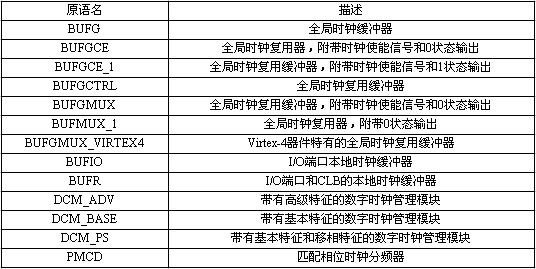 原语名 描述
BUFG 全局时钟缓冲器
BUFGCE 全局时钟复用器，附带时钟使能信号和0状态输出
BUFGCE_1 全局时钟复用缓冲器，附带时钟使能信号和1状态输出
BUFGCTRL 全局时钟复用缓冲器
BUFGMUX 全局时钟复用缓冲器，附带时钟使能信号和0状态输出
BUFMUX_1 全局时钟复用器，附带0状态输出
BUFGMUX_VIRTEX4 Virtex-4器件特有的全局时钟复用缓冲器
BUFIO I/O端口本地时钟缓冲器
BUFR I/O端口和CLB的本地时钟缓冲器
DCM_ADV 带有高级特征的数字时钟管理模块
DCM_BASE 带有基本特征的数字时钟管理模块
DCM_PS 带有基本特征和移相特征的数字时钟管理模块
PMCD 匹配相位时钟分频器